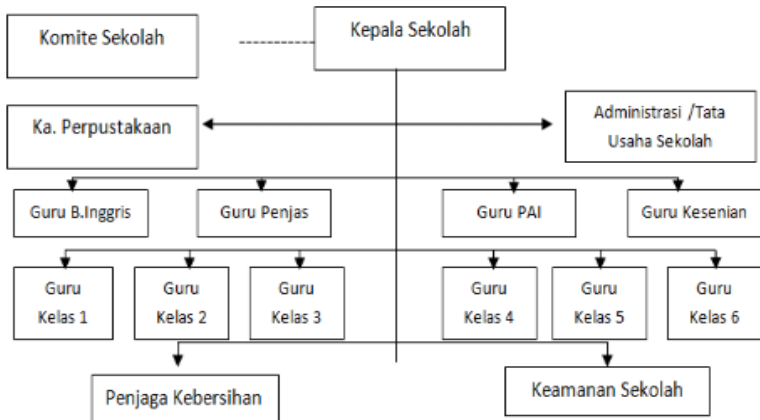 Komite Sekolah
Kepala Sekolah
Ka. Perpustakaan
Administrasi /Tata
Usaha Sekolah
Guru B.Inggris
Guru Penjas
Guru PAI
Guru Kesenian
Guru
Kelas 1
Guru
Kelas 2
Guru
Kelas 3
Guru
Kelas 4
Guru
Kelas 5
Guru
Kelas 6
Penjaga Kebersihan
Keamanan Sekolah